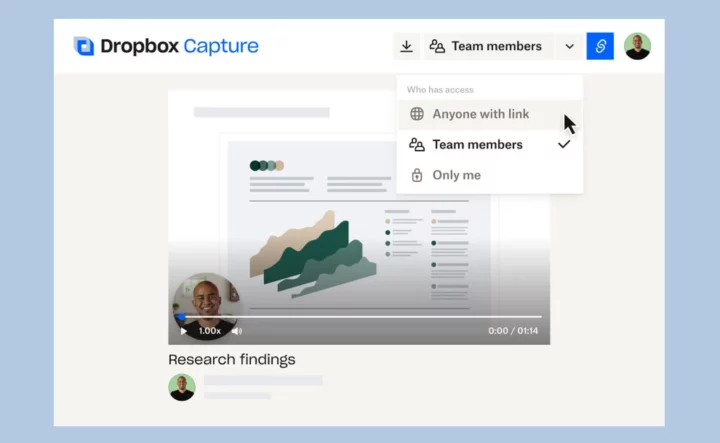 Dropbox Capture
Team members
Who has access
Anyone with link
Team members
Only me
1.00x
0:00 / 01:14
Research findings